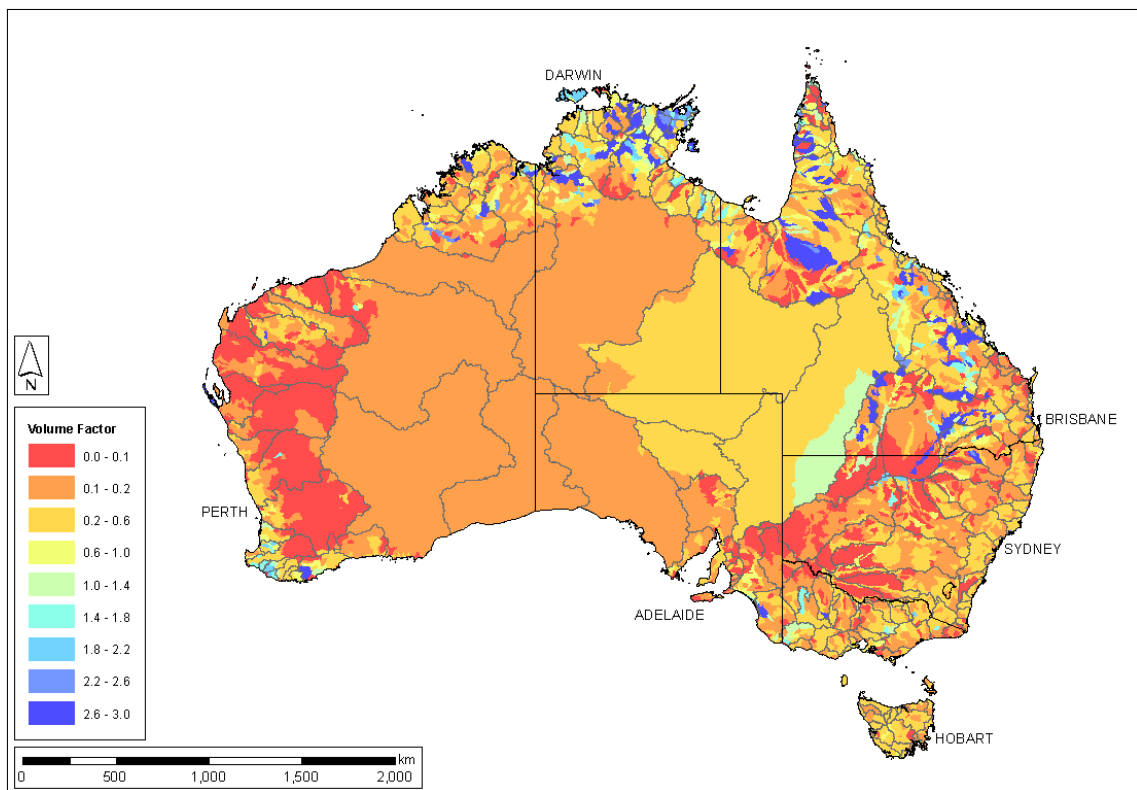 DARWIN
N
BRISBANE
PERTH
SYDNEY
ADELAIDE
HOBART
Volume Factor
0.0 - 0.1
0.1 - 0.2
0.2 - 0.6
0.6 - 1.0
1.0 - 1.4
1.4 - 1.8
1.8 - 2.2
2.2 - 2.6
2.6 - 3.0
km
0 500 1,000 1,500 2,000